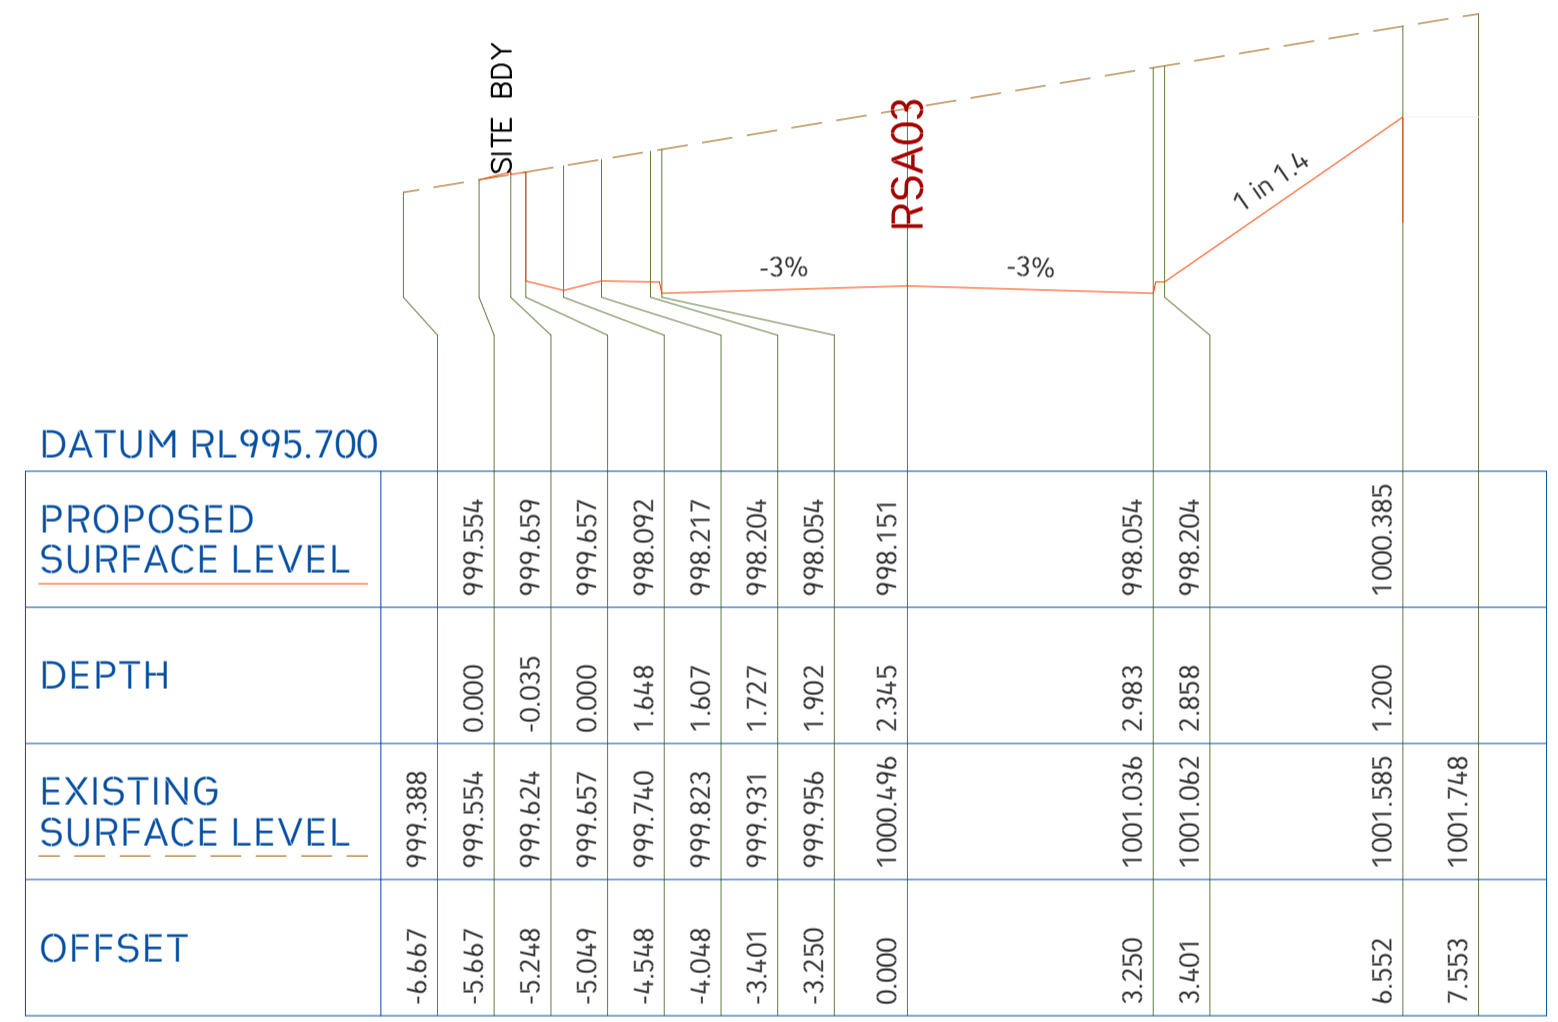 SITE BDY
RSA03
-3%
-3%
1 in 1.4
DATUM RL995.700
PROPOSED
SURFACE LEVEL
999.554 999.659 999.657 998.092 998.217 998.204 998.054 998.151 998.054 998.204 1000.385
DEPTH
0.000 -0.035 0.000 1.648 1.607 1.727 1.902 2.345 2.983 2.858 1.200
EXISTING
SURFACE LEVEL
999.388 999.554 999.624 999.657 999.740 999.823 999.931 999.956 1000.496 1001.036 1001.062 1001.585 1001.748
OFFSET
-6.667 -5.667 -5.248 -5.049 -4.548 -4.048 -3.401 -3.250 0.000 3.250 3.401 6.552 7.553